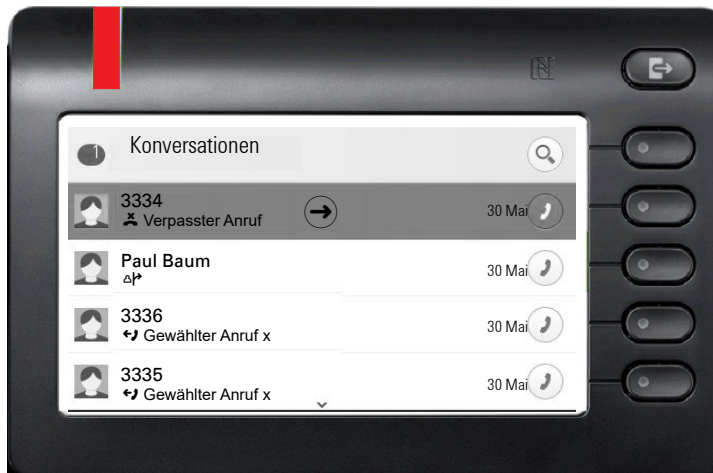 1 Konversationen
3334
Verpasster Anruf
30 Mai
Paul Baum
30 Mai
3336
Gewählter Anruf x
30 Mai
3335
Gewählter Anruf x
30 Mai